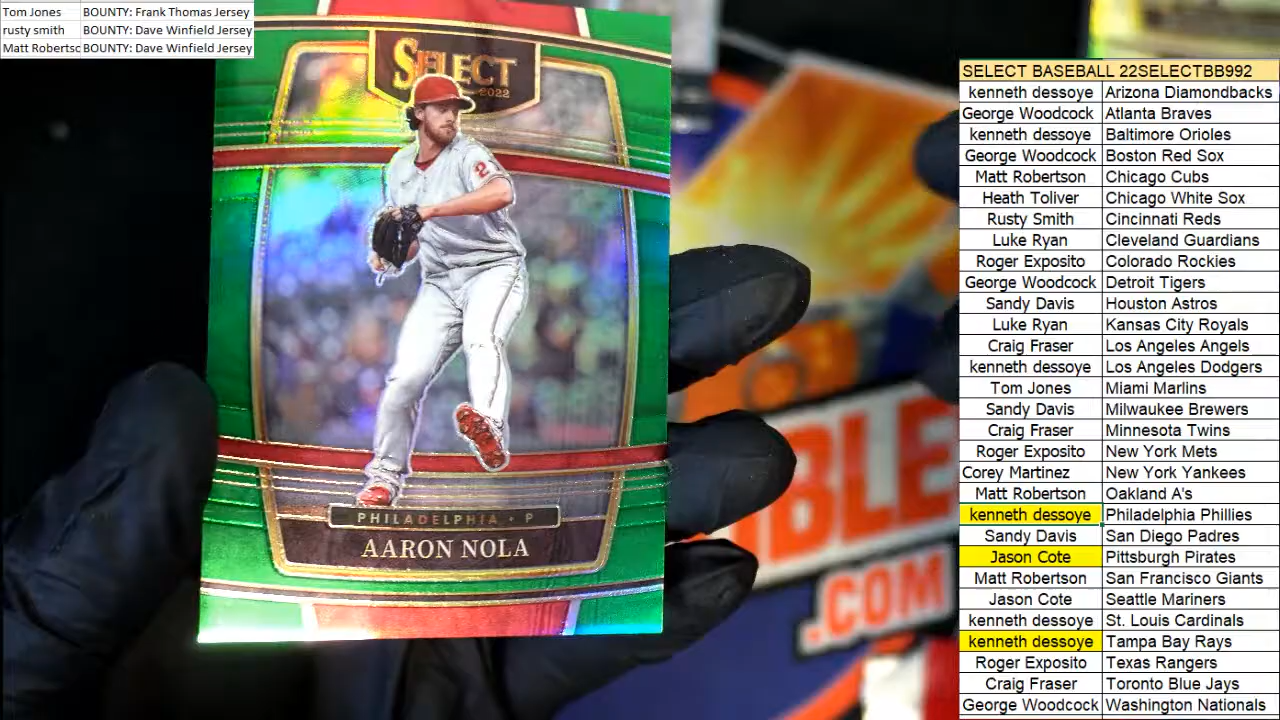 Tom Jones BOUNTY: Frank Thomas Jersey
rusty smith BOUNTY: Dave Winfield Jersey
Matt Robertsc BOUNTY: Dave Winfield Jersey
SELECT
2022
2
PHILADELPHIA • P
AARON NOLA
IBLE
.COM
SELECT BASEBALL 22SELECTBB992
kenneth dessoye Arizona Diamondbacks
George Woodcock Atlanta Braves
kenneth dessoye Baltimore Orioles
George Woodcock Boston Red Sox
Matt Robertson Chicago Cubs
Heath Toliver Chicago White Sox
Rusty Smith Cincinnati Reds
Luke Ryan Cleveland Guardians
Roger Exposito Colorado Rockies
George Woodcock Detroit Tigers
Sandy Davis Houston Astros
Luke Ryan Kansas City Royals
Craig Fraser Los Angeles Angels
kenneth dessoye Los Angeles Dodgers
Tom Jones Miami Marlins
Sandy Davis Milwaukee Brewers
Craig Fraser Minnesota Twins
Roger Exposito New York Mets
Corey Martinez New York Yankees
Matt Robertson Oakland A's
kenneth dessoye Philadelphia Phillies
Sandy Davis San Diego Padres
Jason Cote Pittsburgh Pirates
Matt Robertson San Francisco Giants
Jason Cote Seattle Mariners
kenneth dessoye St. Louis Cardinals
kenneth dessoye Tampa Bay Rays
Roger Exposito Texas Rangers
Craig Fraser Toronto Blue Jays
George Woodcock Washington Nationals